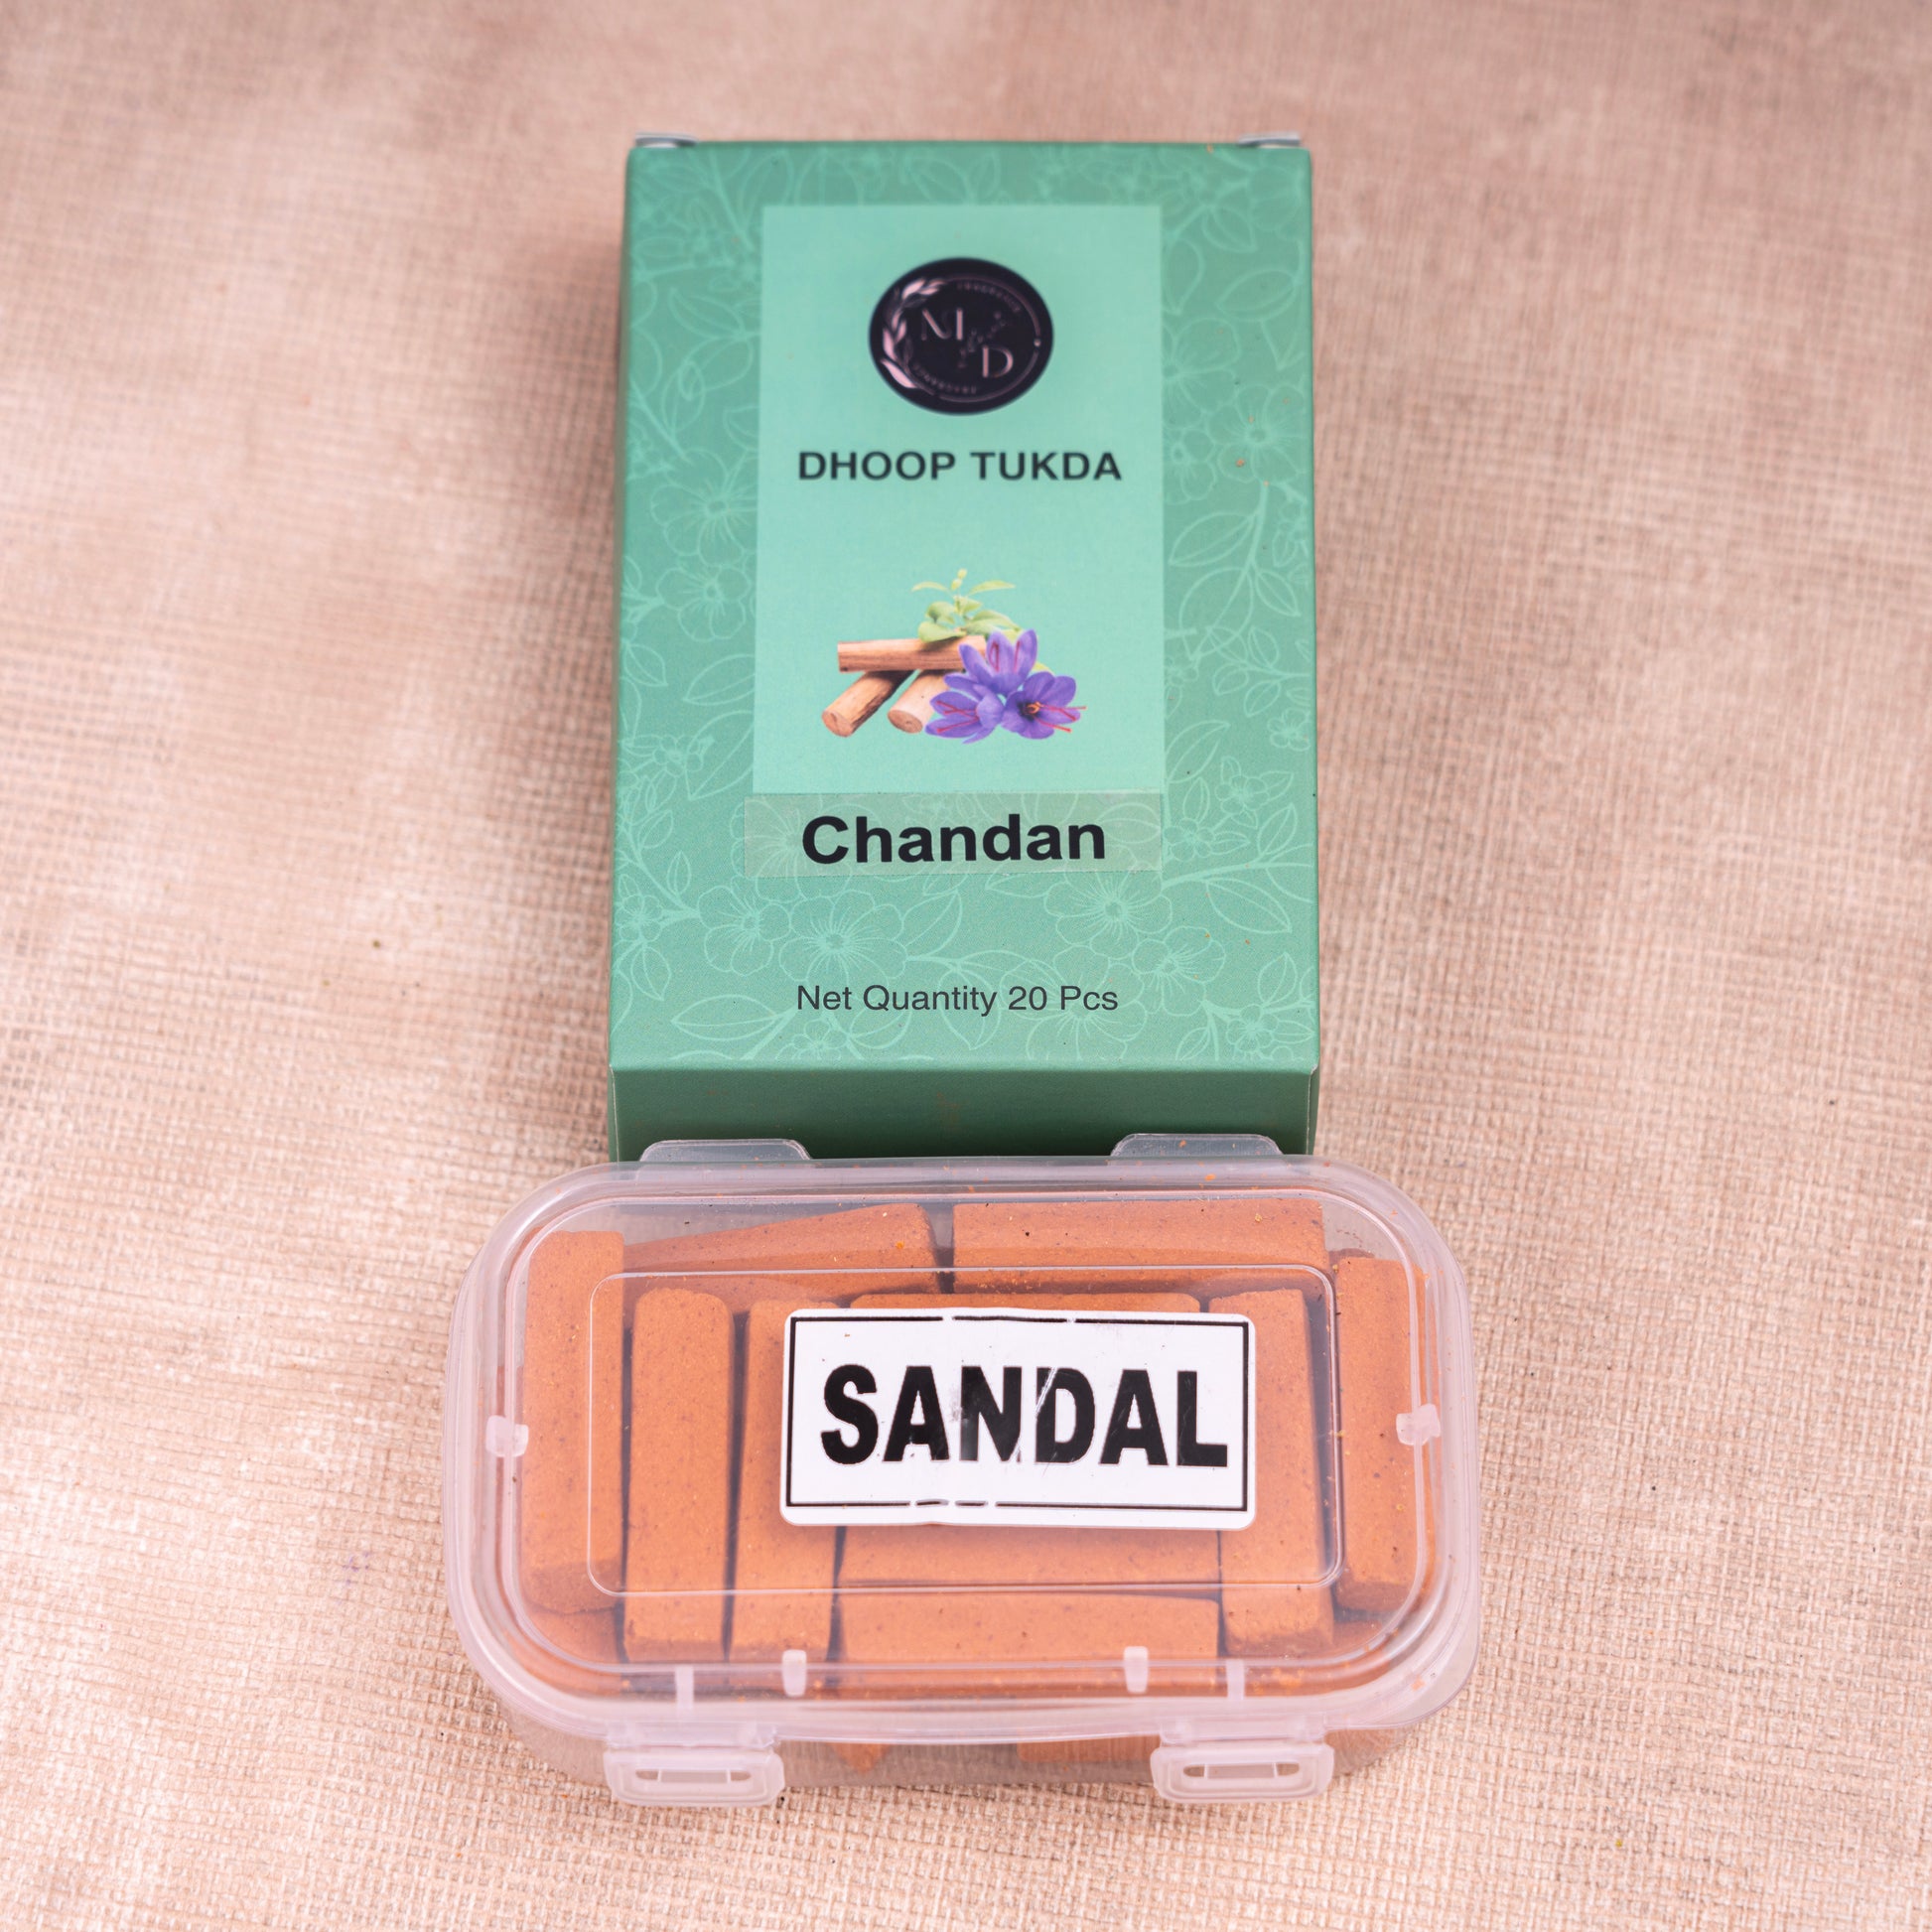 M
D
DHOOP TUKDA
Chandan
Net Quantity 20 Pcs
SANDAL